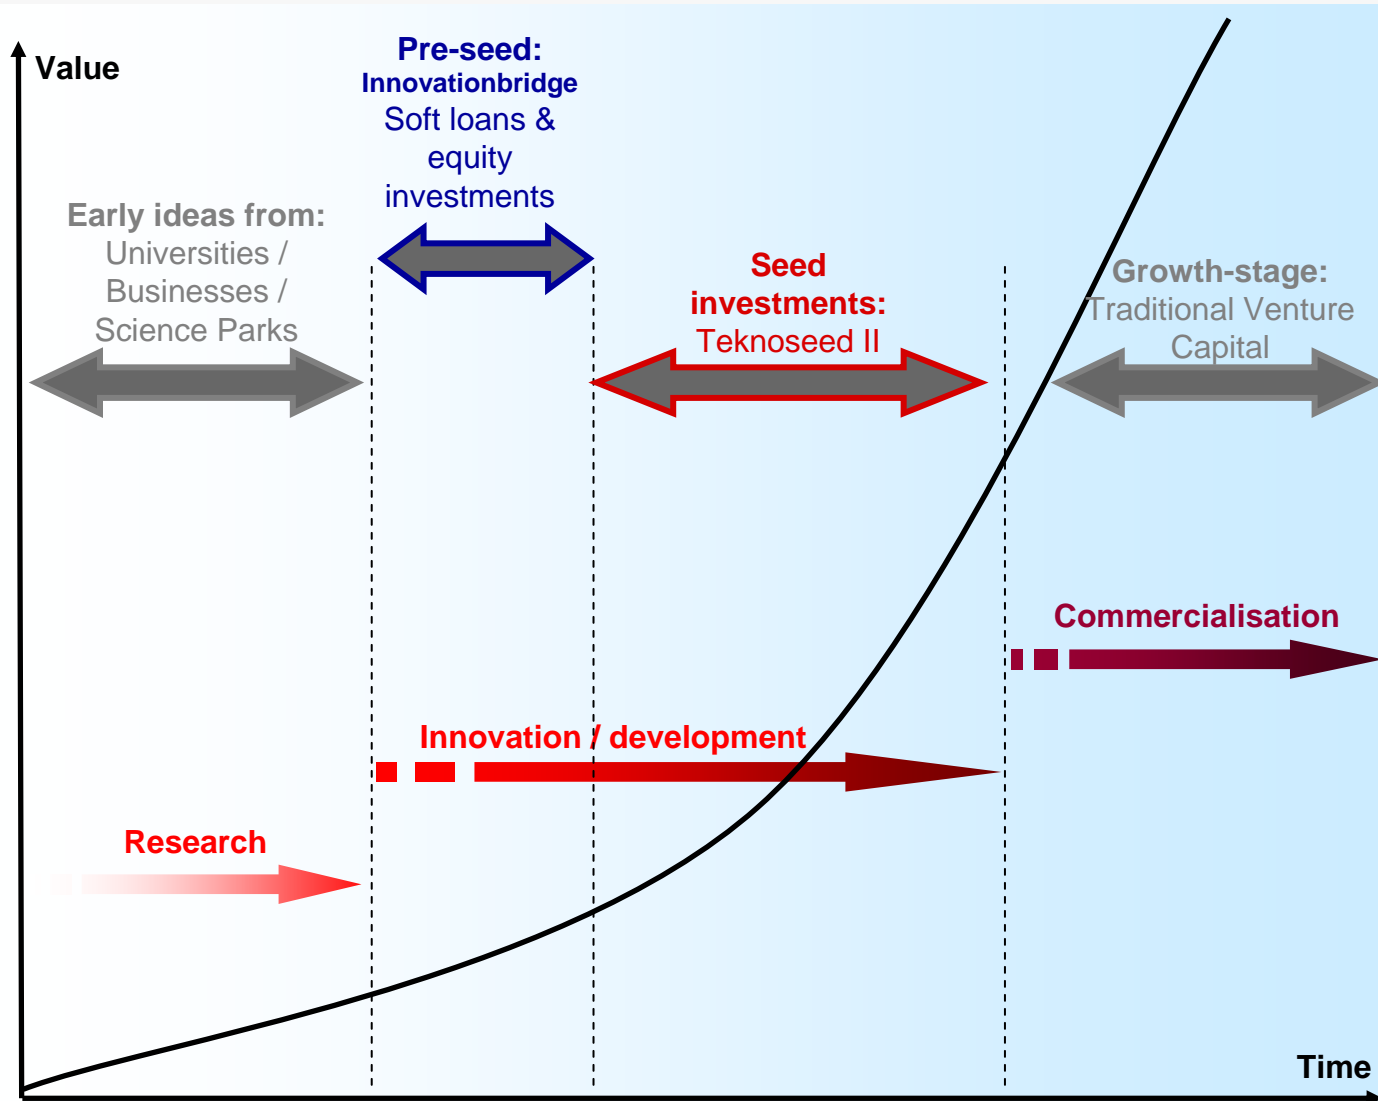 Value
Pre-seed:
Innovationbridge
Soft loans &
equity
investments
Early ideas from:
Universities /
Businesses /
Science Parks
Seed
investments:
Teknoseed II
Growth-stage:
Traditional Venture
Capital
Commercialisation
Innovation / development
Research
Time